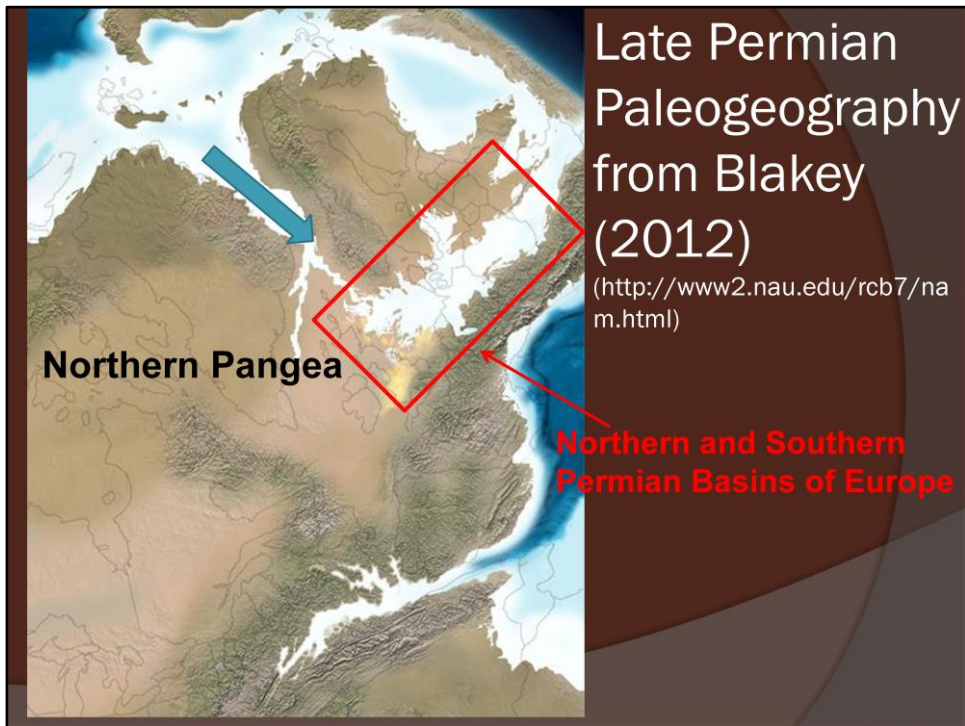 Late Permian
Paleogeography
from Blakey
(2012)
(http://www2.nau.edu/rcb7/na
m.html)
Northern Pangea
Northern and Southern
Permian Basins of Europe